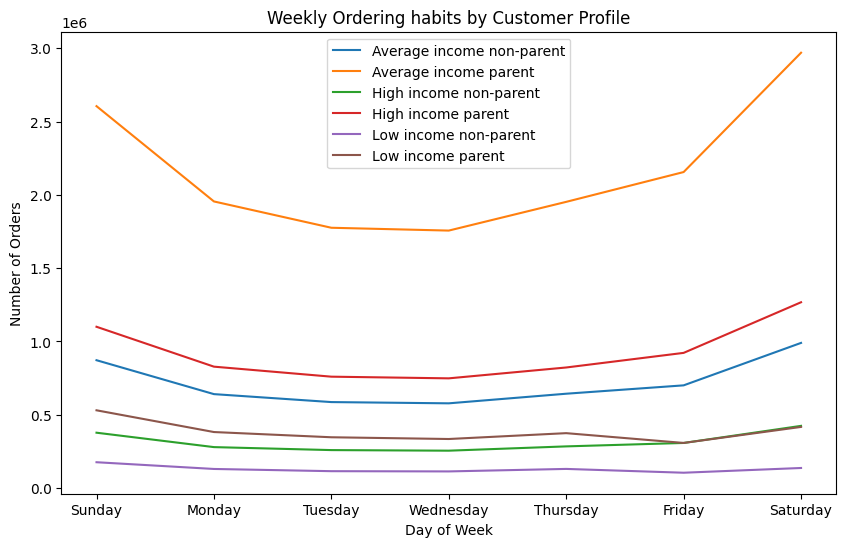 Weekly Ordering habits by Customer Profile
1e6
3.0
2.5
2.0
1.5
1.0
0.5
0.0
Number of Orders
Average income non-parent
Average income parent
High income non-parent
High income parent
Low income non-parent
Low income parent
Sunday Monday Tuesday Wednesday Thursday Friday Saturday
Day of Week